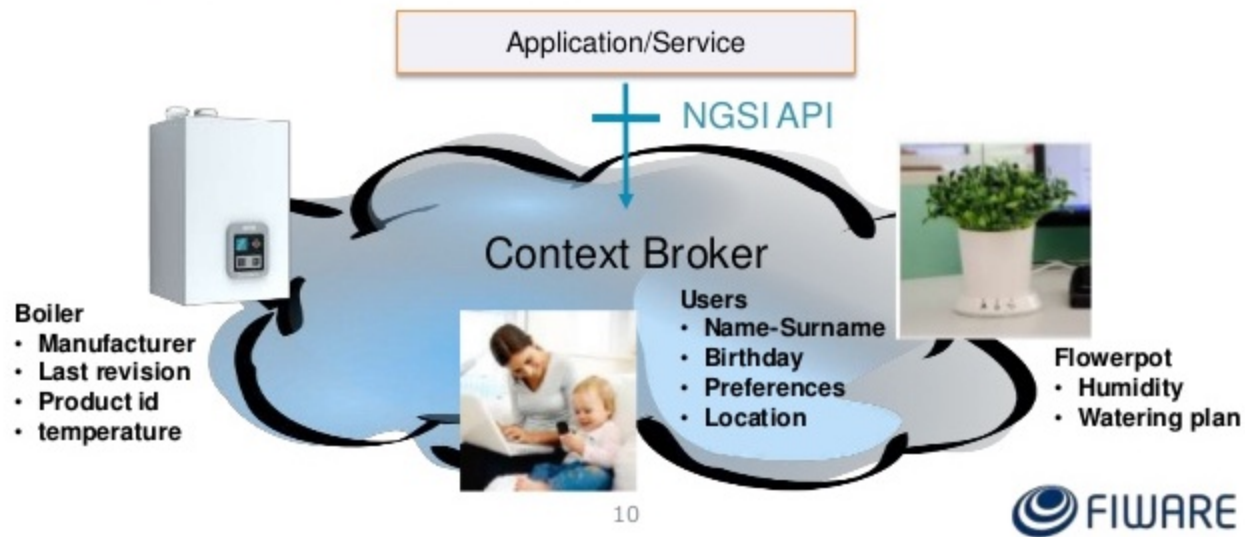 Application/Service
NGSI API
Context Broker
Boiler
• Manufacturer
• Last revision
• Product id
• temperature
Users
• Name-Surname
• Birthday
• Preferences
• Location
Flowerpot
• Humidity
• Watering plan
10
FIWARE